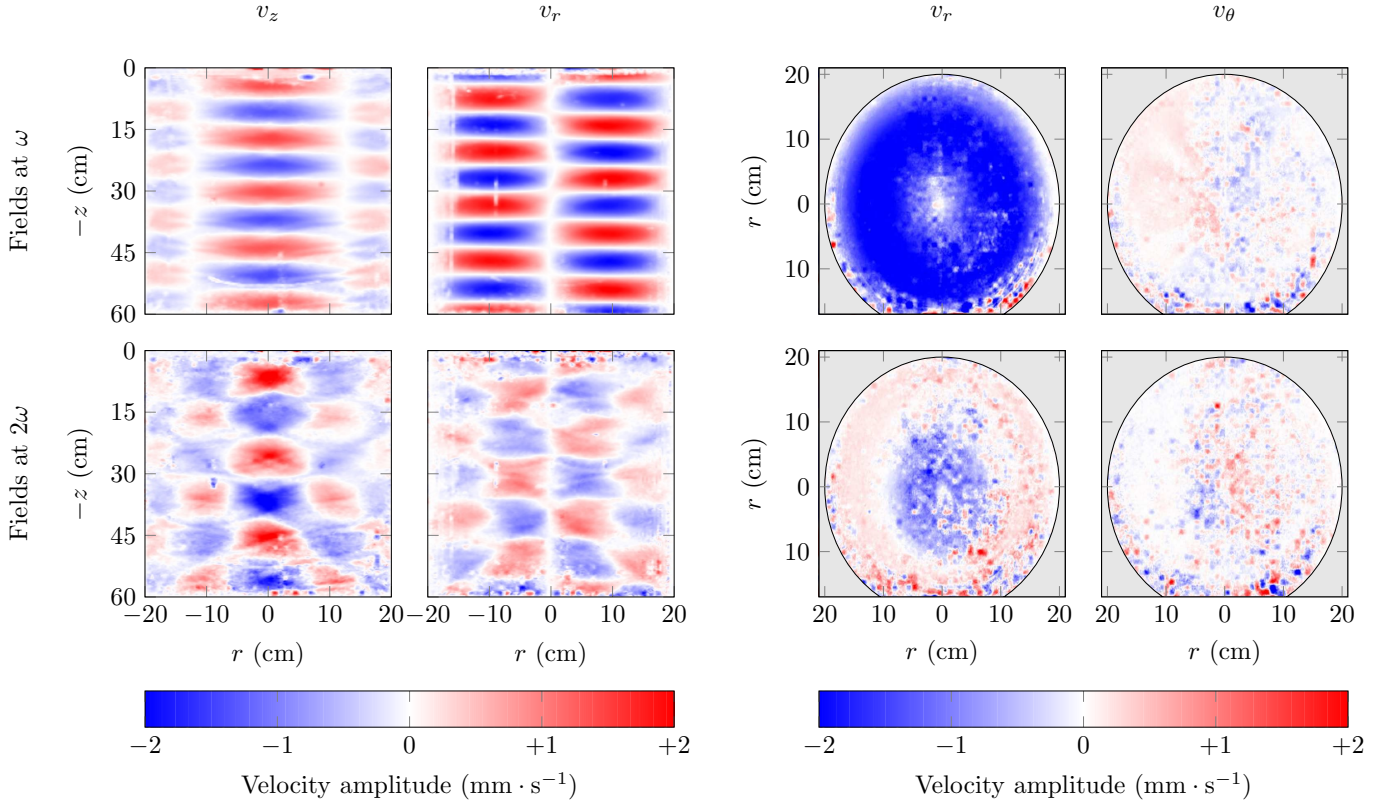 v_z v_r v_r v_θ
Fields at ω
−z (cm)
0
15
30
45
60
r (cm)
20
10
0
10
Fields at 2ω
−z (cm)
0
15
30
45
60
r (cm)
20
10
0
10
−20 −10 0 10 20 −20 −10 0 10 20 20 10 0 10 20 20 10 0 10 20
r (cm) r (cm) r (cm) r (cm)
−2 −1 0 +1 +2 −2 −1 0 +1 +2
Velocity amplitude (mm · s⁻¹) Velocity amplitude (mm · s⁻¹)